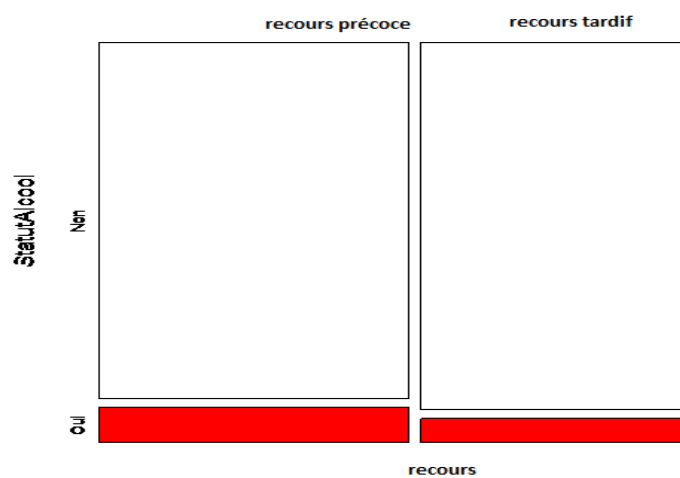 recours précoce
recours tardif
StatutAlcool
Non
Oui
recours